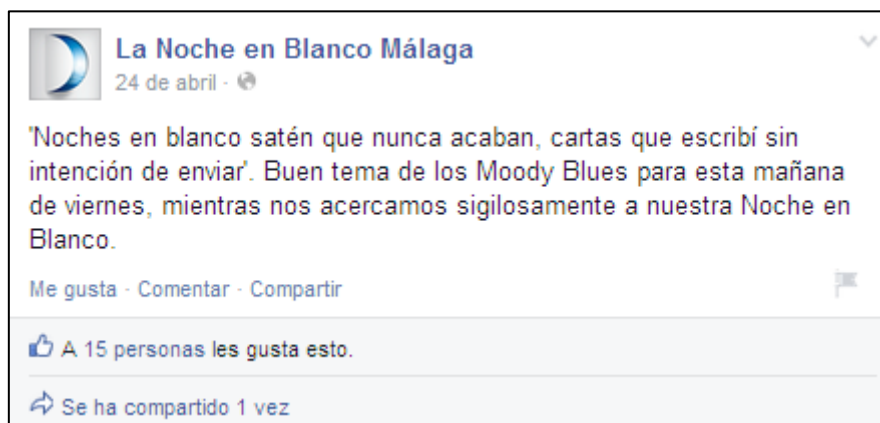 La Noche en Blanco Málaga
24 de abril ·
'Noches en blanco satén que nunca acaban, cartas que escribí sin
intención de enviar'. Buen tema de los Moody Blues para esta mañana
de viernes, mientras nos acercamos sigilosamente a nuestra Noche en
Blanco.
Me gusta · Comentar · Compartir
A 15 personas les gusta esto.
Se ha compartido 1 vez